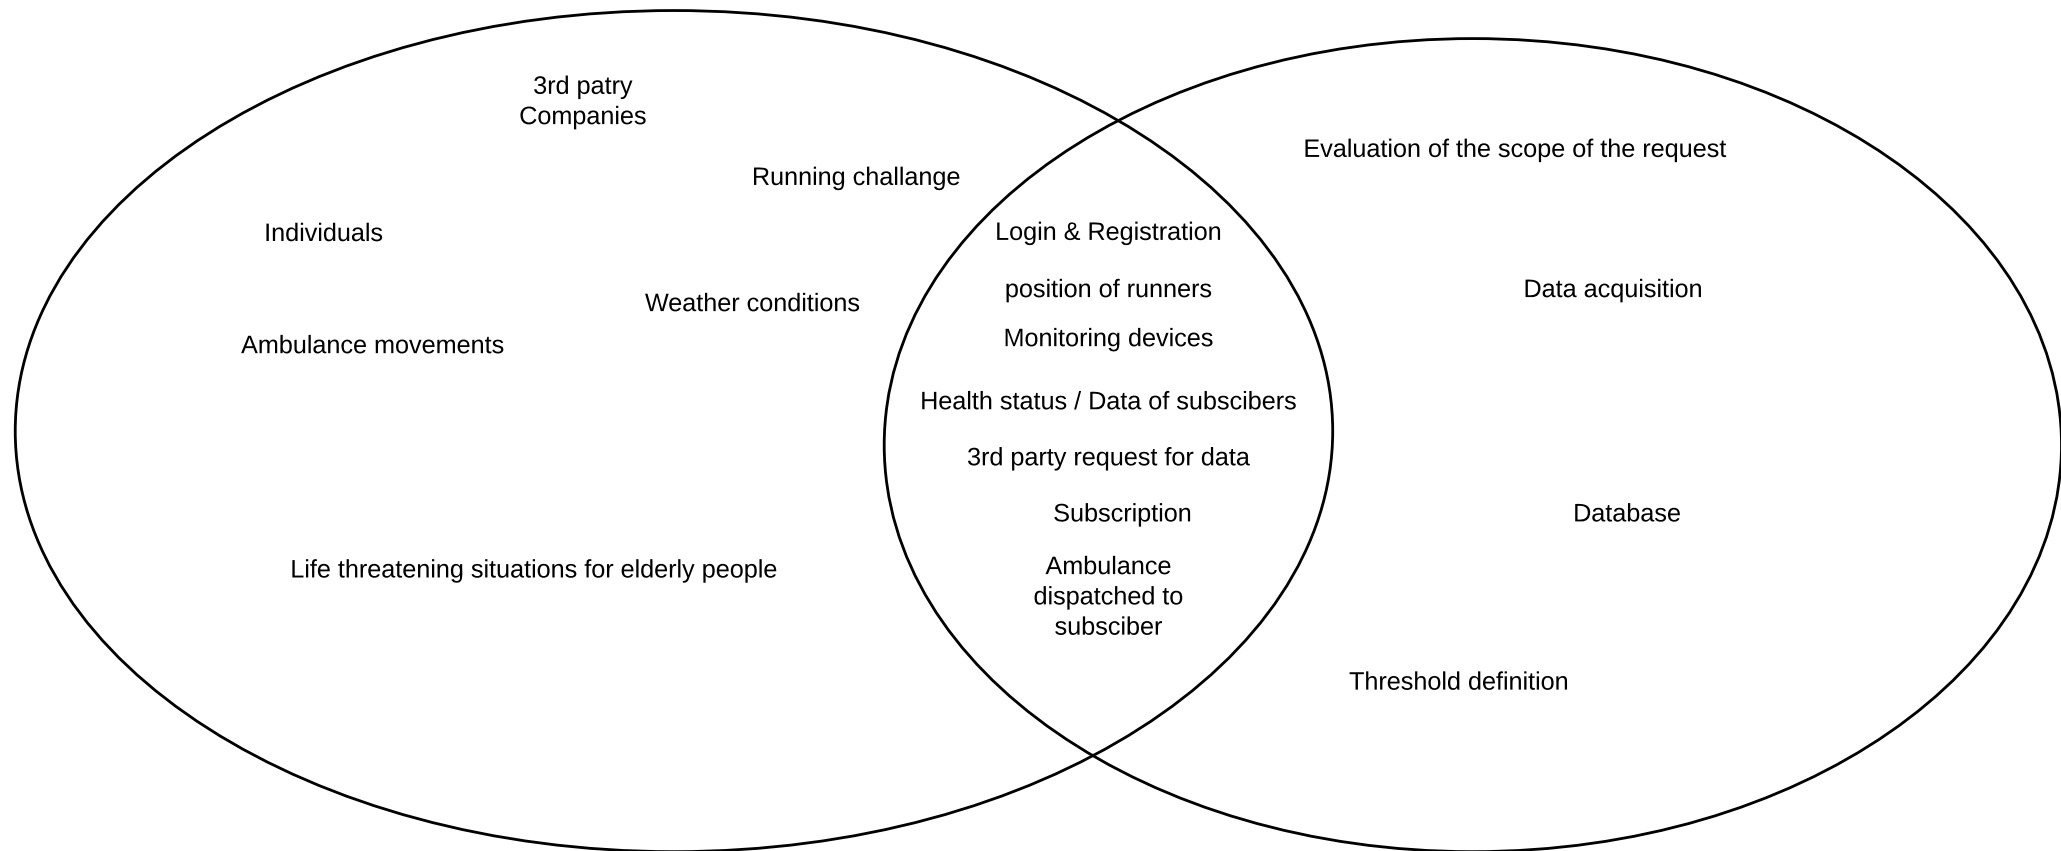 3rd patry
Companies
Running challange
Individuals
Weather conditions
Ambulance movements
Life threatening situations for elderly people
Login & Registration
position of runners
Monitoring devices
Health status / Data of subscibers
3rd party request for data
Subscription
Ambulance
dispatched to
subsciber
Evaluation of the scope of the request
Data acquisition
Database
Threshold definition